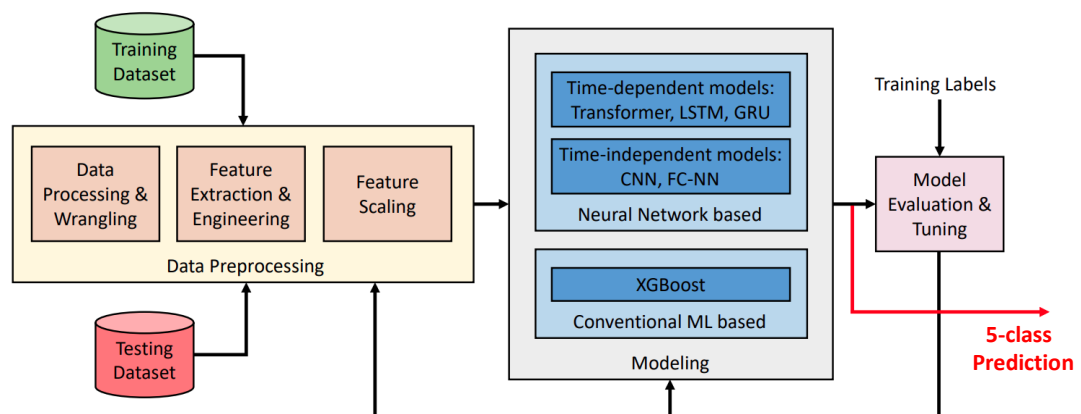 Training
Dataset
Data
Processing &
Wrangling
Feature
Extraction &
Engineering
Feature
Scaling
Data Preprocessing
Testing
Dataset
Time-dependent models:
Transformer, LSTM, GRU
Time-independent models:
CNN, FC-NN
Neural Network based
XGBoost
Conventional ML based
Modeling
Training Labels
Model
Evaluation &
Tuning
5-class
Prediction